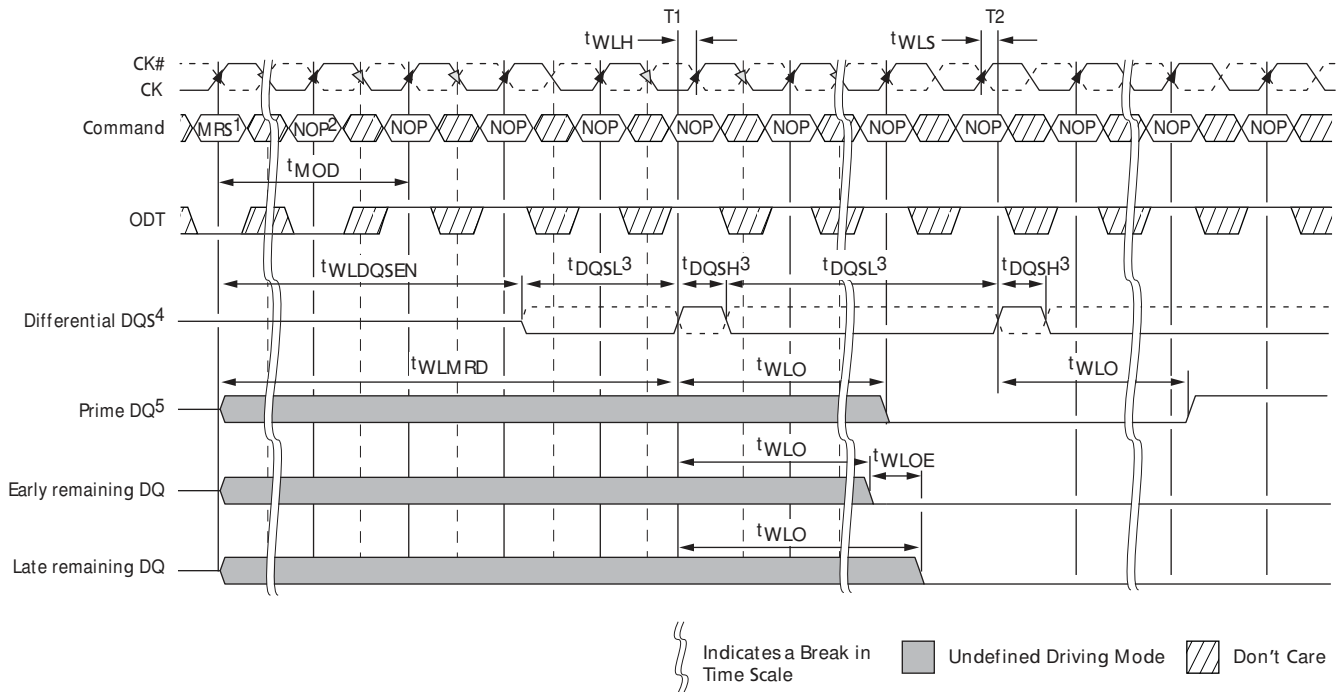 T1 T2
tWLH tWLS
CK#
CK
Command MRS1 NOP2 NOP NOP NOP NOP NOP NOP NOP NOP NOP NOP
tMOD
ODT
tWLDQSEN tDQSL3 tDQSH3 tDQSL3 tDQSH3
Differential DQS4
tWLMRD tWLO tWLO
Prime DQ5
tWLO tWLOE
Early remaining DQ
tWLO
Late remaining DQ
Indicates a Break in
Time Scale
Undefined Driving Mode
Don't Care